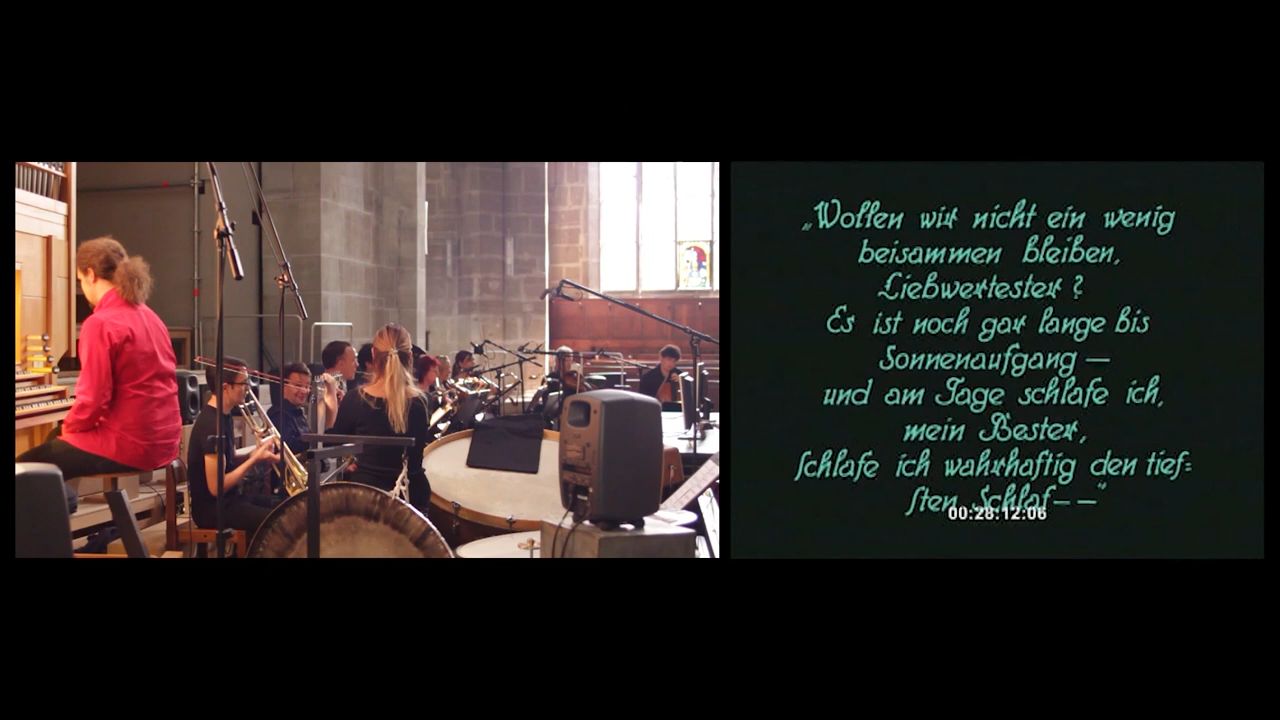 „Wollen wir nicht ein wenig
beisammen bleiben,
Liebwertester?
Es ist noch gar lange bis
Sonnenaufgang —
und am Tage schlafe ich,
mein Bester,
schlafe ich wahrhaftig den tief=
sten Schlaf — —“
00:28:12:06